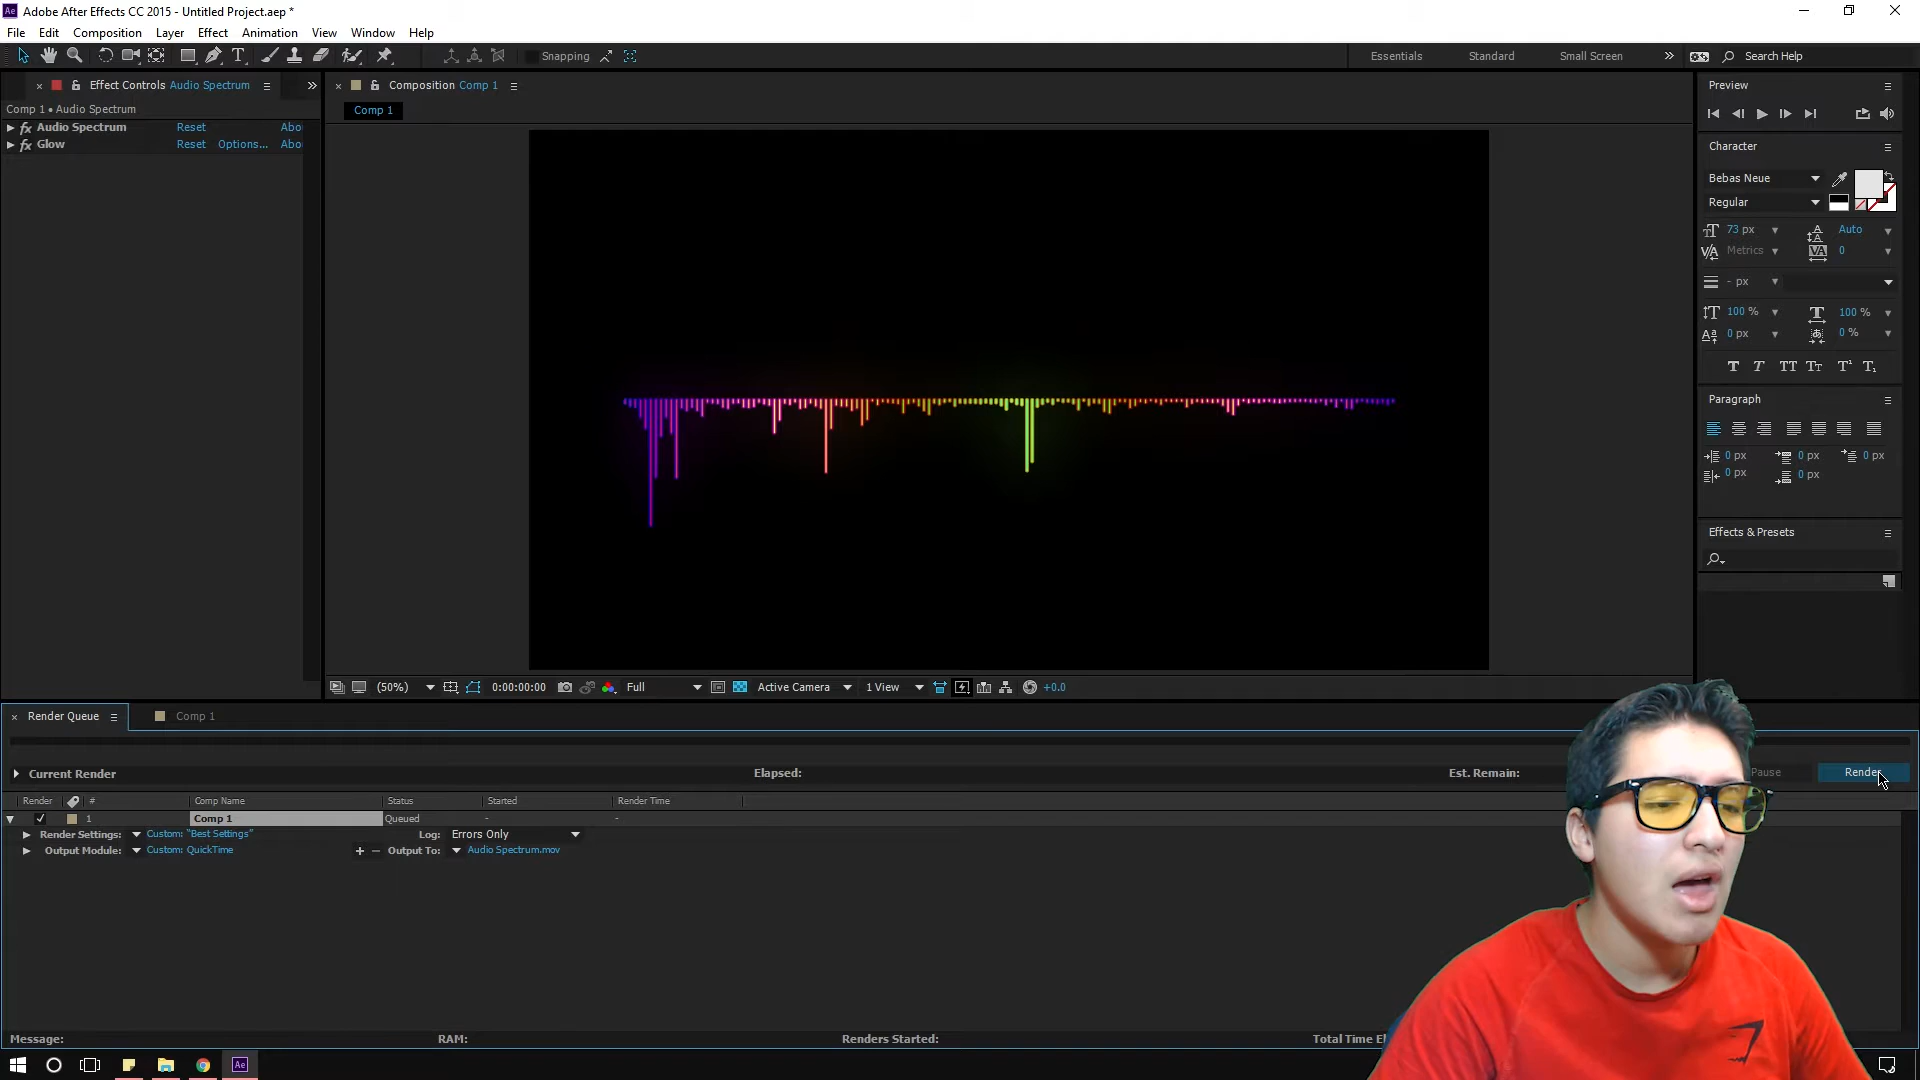 Adobe After Effects CC 2015 - Untitled Project.aep *
File Edit Composition Layer Effect Animation View Window Help
Snapping Essentials Standard Small Screen Search Help
Effect Controls Audio Spectrum
Composition Comp 1
Preview
Comp 1 • Audio Spectrum
Comp 1
Audio Spectrum Reset Abo
Glow Reset Options... Abo
Character
Bebas Neue
Regular
73 px Auto
Metrics 0
- px
100 % 100 %
0 px 0 %
Paragraph
0 px 0 px 0 px
0 px 0 px
Effects & Presets
(50%) 0:00:00:00 Full Active Camera 1 View +0.0
Render Queue Comp 1
Current Render Elapsed: Est. Remain: Pause Render
Render # Comp Name Status Started Render Time
1 Comp 1 Queued - -
Render Settings: Custom: "Best Settings" Log: Errors Only
Output Module: Custom: QuickTime + − Output To: Audio Spectrum.mov
Message: RAM: Renders Started: Total Time El